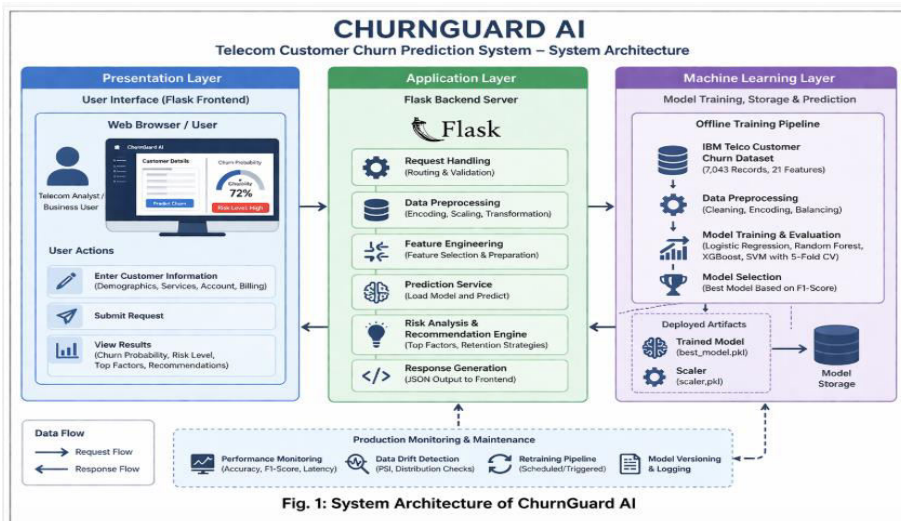 CHURNGUARD AI
Telecom Customer Churn Prediction System – System Architecture
Presentation Layer
User Interface (Flask Frontend)
Web Browser / User
ChurnGuard AI
Customer Details
Churn Probability
72%
Predict Churn
Risk Level: High
Telecom Analyst /
Business User
User Actions
Enter Customer Information
(Demographics, Services, Account, Billing)
Submit Request
View Results
(Churn Probability, Risk Level,
Top Factors, Recommendations)
Application Layer
Flask Backend Server
Flask
Request Handling
(Routing & Validation)
Data Preprocessing
(Encoding, Scaling, Transformation)
Feature Engineering
(Feature Selection & Preparation)
Prediction Service
(Load Model and Predict)
Risk Analysis &
Recommendation Engine
(Top Factors, Retention Strategies)
Response Generation
(JSON Output to Frontend)
Machine Learning Layer
Model Training, Storage & Prediction
Offline Training Pipeline
IBM Telco Customer
Churn Dataset
(7,043 Records, 21 Features)
Data Preprocessing
(Cleaning, Encoding, Balancing)
Model Training & Evaluation
(Logistic Regression, Random Forest,
XGBoost, SVM with 5-Fold CV)
Model Selection
(Best Model Based on F1-Score)
Deployed Artifacts
Trained Model
(best_model.pkl)
Scaler
(scaler.pkl)
Model
Storage
Data Flow
Request Flow
Response Flow
Production Monitoring & Maintenance
Performance Monitoring
(Accuracy, F1-Score, Latency)
Data Drift Detection
(PSI, Distribution Checks)
Retraining Pipeline
(Scheduled/Triggered)
Model Versioning
& Logging
Fig. 1: System Architecture of ChurnGuard AI